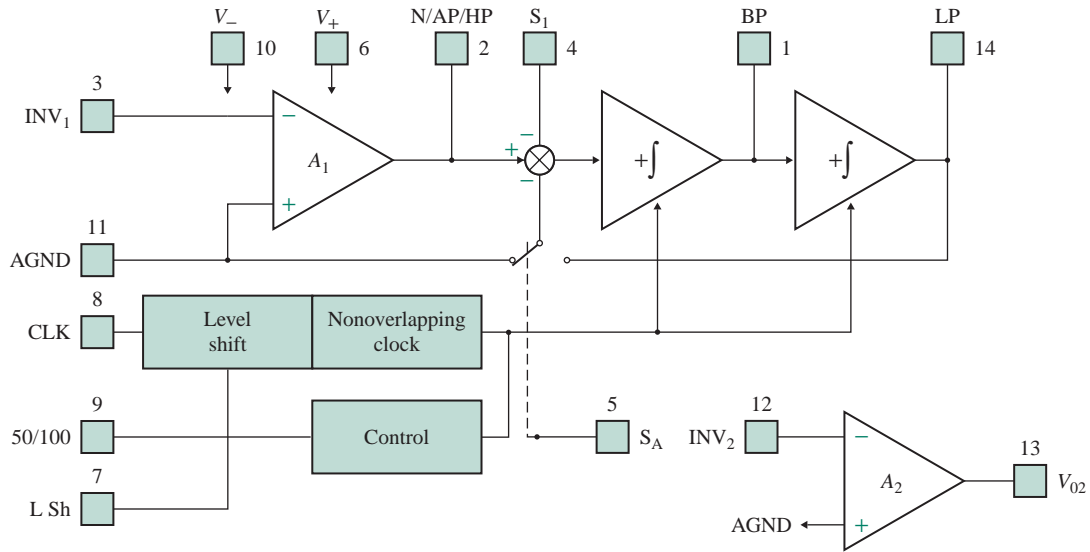 V− V+ N/AP/HP S1 BP LP
10 6 2 4 1 14
3
INV1 − − +∫ +∫
A1 +
+ −
11
AGND
8
CLK Level shift Nonoverlapping clock
9 5 12
50/100 Control SA INV2 − 13
7 A2 V02
L Sh AGND +